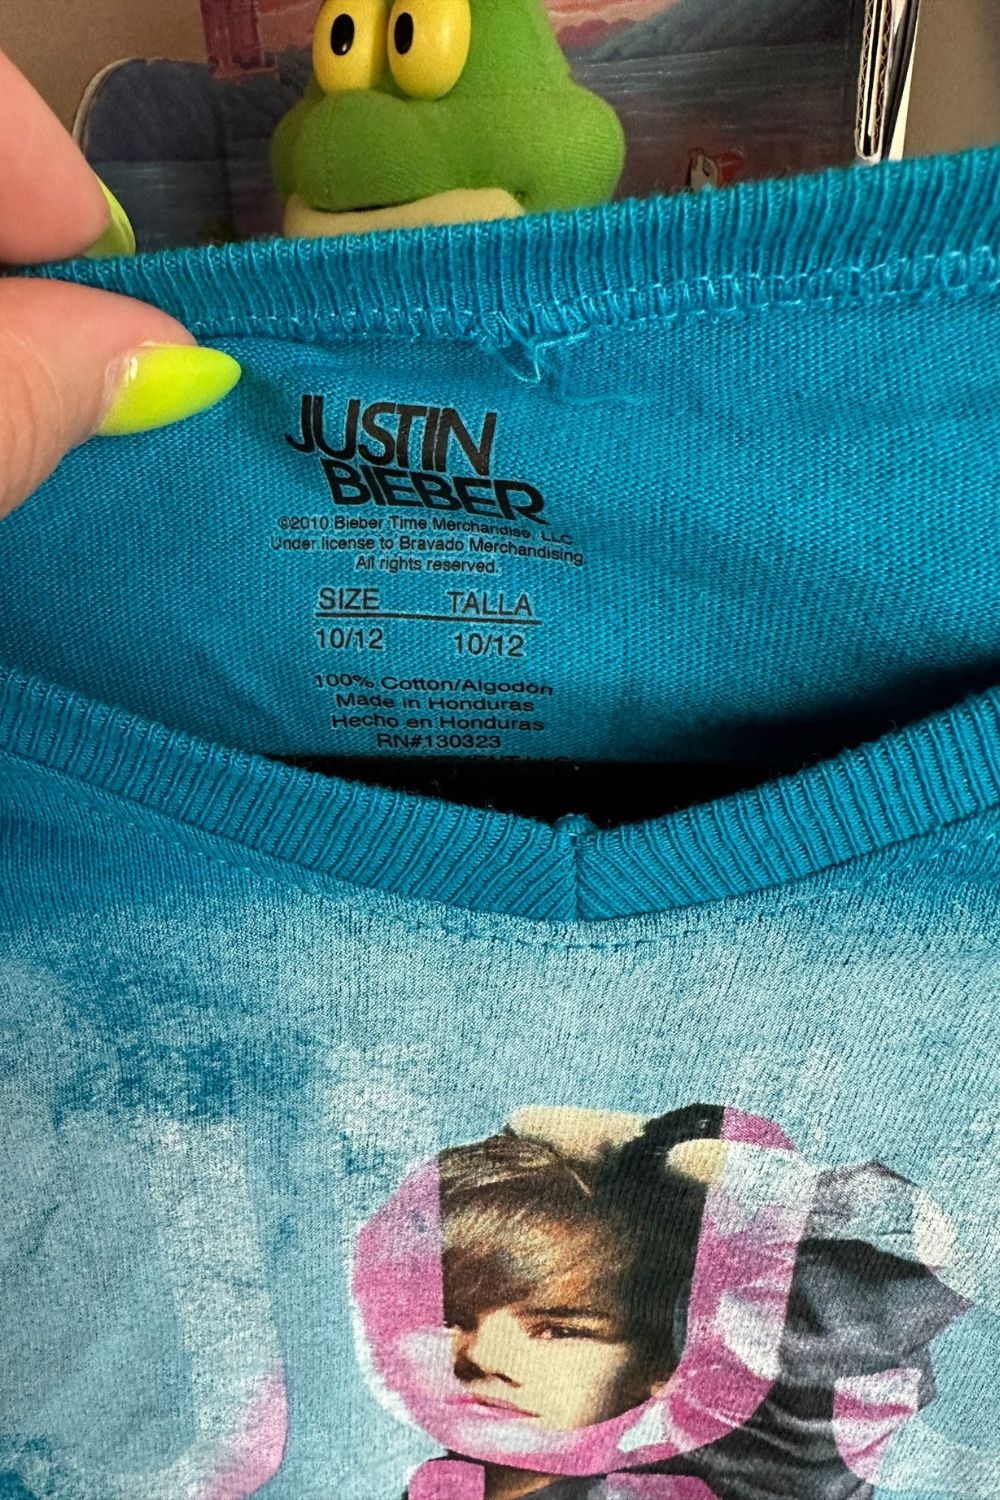 JUSTIN
BIEBER
©2010 Bieber Time Merchandise, LLC
Under license to Bravado Merchandising.
All rights reserved.
SIZE TALLA
10/12 10/12
100% Cotton/Algodón
Made in Honduras
Hecho en Honduras
RN#130323